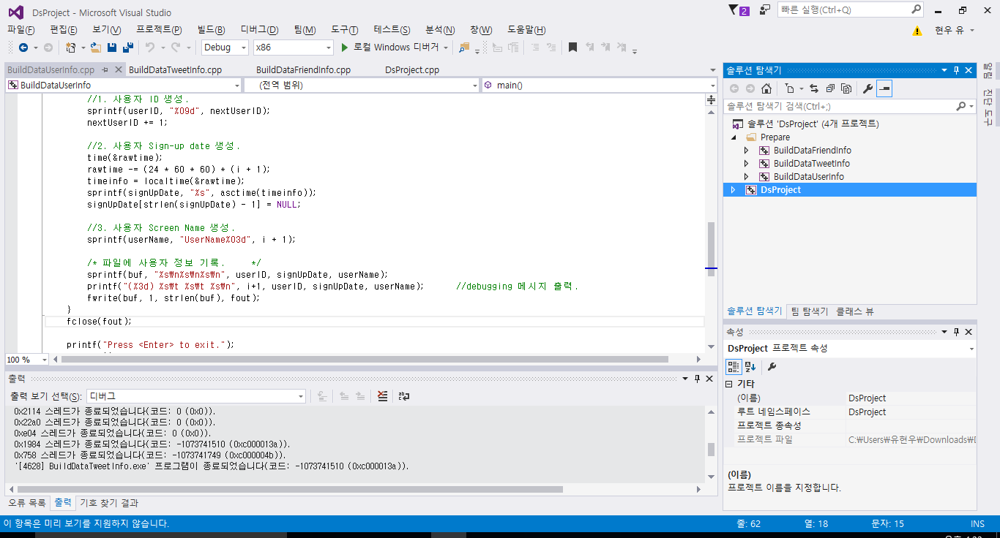 DsProject - Microsoft Visual Studio
2
빠른 실행(Ctrl+Q)
파일(F) 편집(E) 보기(V) 프로젝트(P) 빌드(B) 디버그(D) 팀(M) 도구(T) 테스트(S) 분석(N) 창(W) 도움말(H)
현우 유
Debug x86 로컬 Windows 디버거
BuildDataUserInfo.cpp BuildDataTweetInfo.cpp BuildDataFriendInfo.cpp DsProject.cpp
BuildDataUserInfo (전역 범위) main()
//1. 사용자 ID 생성.
sprintf(userID, "%09d", nextUserID);
nextUserID += 1;
//2. 사용자 Sign-up date 생성.
time(&rawtime);
rawtime -= (24 * 60 * 60) * (i + 1);
timeinfo = localtime(&rawtime);
sprintf(signUpDate, "%s", asctime(timeinfo));
signUpDate[strlen(signUpDate) - 1] = NULL;
//3. 사용자 Screen Name 생성.
sprintf(userName, "UserName%03d", i + 1);
/* 파일에 사용자 정보 기록. */
sprintf(buf, "%s₩n%s₩n%s₩n", userID, signUpDate, userName);
printf("(%3d) %s₩t %s₩t %s₩n", i+1, userID, signUpDate, userName); //debugging 메시지 출력.
fwrite(buf, 1, strlen(buf), fout);
}
fclose(fout);
printf("Press <Enter> to exit.");
100 %
출력
출력 보기 선택(S): 디버그
0x2114 스레드가 종료되었습니다(코드: 0 (0x0)).
0x22a0 스레드가 종료되었습니다(코드: 0 (0x0)).
0xe04 스레드가 종료되었습니다(코드: 0 (0x0)).
0x1984 스레드가 종료되었습니다(코드: -1073741510 (0xc000013a)).
0x758 스레드가 종료되었습니다(코드: -1073741749 (0xc000004b)).
'[4628] BuildDataTweetInfo.exe' 프로그램이 종료되었습니다(코드: -1073741510 (0xc000013a)).
오류 목록 출력 기호 찾기 결과
솔루션 탐색기
솔루션 탐색기 검색(Ctrl+;)
솔루션 'DsProject' (4개 프로젝트)
Prepare
BuildDataFriendInfo
BuildDataTweetInfo
BuildDataUserInfo
DsProject
솔루션 탐색기 팀 탐색기 클래스 뷰
속성
DsProject 프로젝트 속성
기타
(이름) DsProject
루트 네임스페이스 DsProject
프로젝트 종속성
프로젝트 파일 C:₩Users₩유현우₩Downloads₩
(이름)
프로젝트 이름을 지정합니다.
알림
진단 도구
이 항목은 미리 보기를 지원하지 않습니다. 줄: 62 열: 18 문자: 15 INS